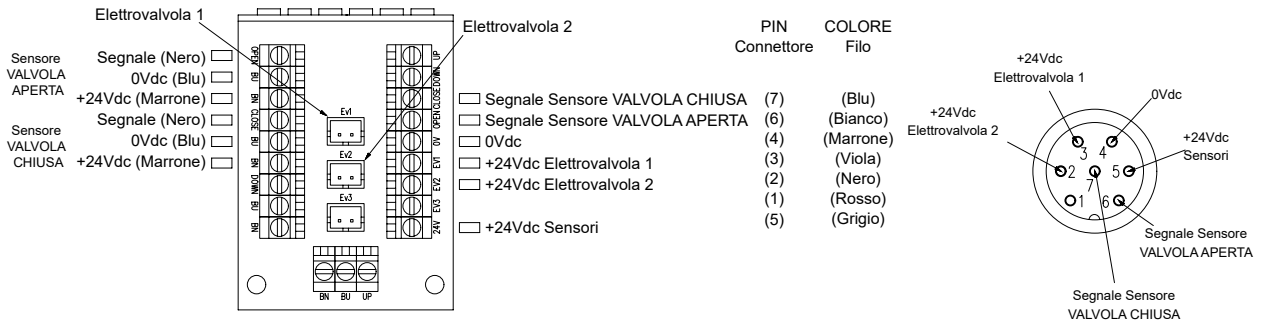 Elettrovalvola 1
Elettrovalvola 2
Sensore
VALVOLA
APERTA
Segnale (Nero)
0Vdc (Blu)
+24Vdc (Marrone)
Sensore
VALVOLA
CHIUSA
Segnale (Nero)
0Vdc (Blu)
+24Vdc (Marrone)
OPEN
BU
BN
CLOSE
BU
BN
DOWN
BU
BN
Ev1
Ev2
Ev3
UP
DOWN
CLOSE
OPEN
0V
EV1
EV2
EV3
24V
BN BU UP
PIN COLORE
Connettore Filo
Segnale Sensore VALVOLA CHIUSA (7) (Blu)
Segnale Sensore VALVOLA APERTA (6) (Bianco)
0Vdc (4) (Marrone)
+24Vdc Elettrovalvola 1 (3) (Viola)
+24Vdc Elettrovalvola 2 (2) (Nero)
(1) (Rosso)
+24Vdc Sensori (5) (Grigio)
+24Vdc
Elettrovalvola 1
0Vdc
+24Vdc
Elettrovalvola 2
+24Vdc
Sensori
3 4
2 5
7
1 6
Segnale Sensore
VALVOLA APERTA
Segnale Sensore
VALVOLA CHIUSA